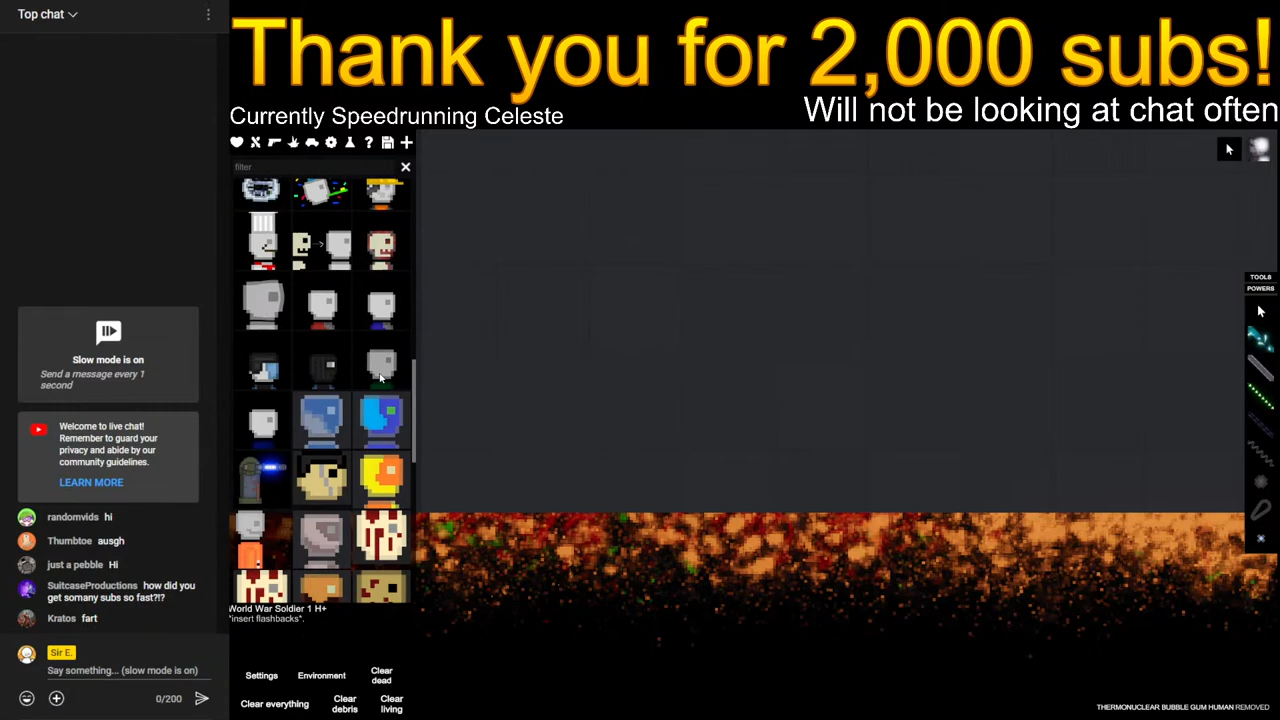 Top chat
Thank you for 2,000 subs!
Currently Speedrunning Celeste
Will not be looking at chat often
filter
TOOLS
POWERS
Slow mode is on
Send a message every 1
second
Welcome to live chat!
Remember to guard your
privacy and abide by our
community guidelines.
LEARN MORE
randomvids hi
Thumbtoe ausgh
just a pebble Hi
SuitcaseProductions how did you
get somany subs so fast?!?
Kratos fart
Sir E.
Say something... (slow mode is on)
0/200
World War Soldier 1 H+
*insert flashbacks*.
Settings
Environment
Clear
dead
Clear everything
Clear
debris
Clear
living
THERMONUCLEAR BUBBLE GUM HUMAN REMOVED